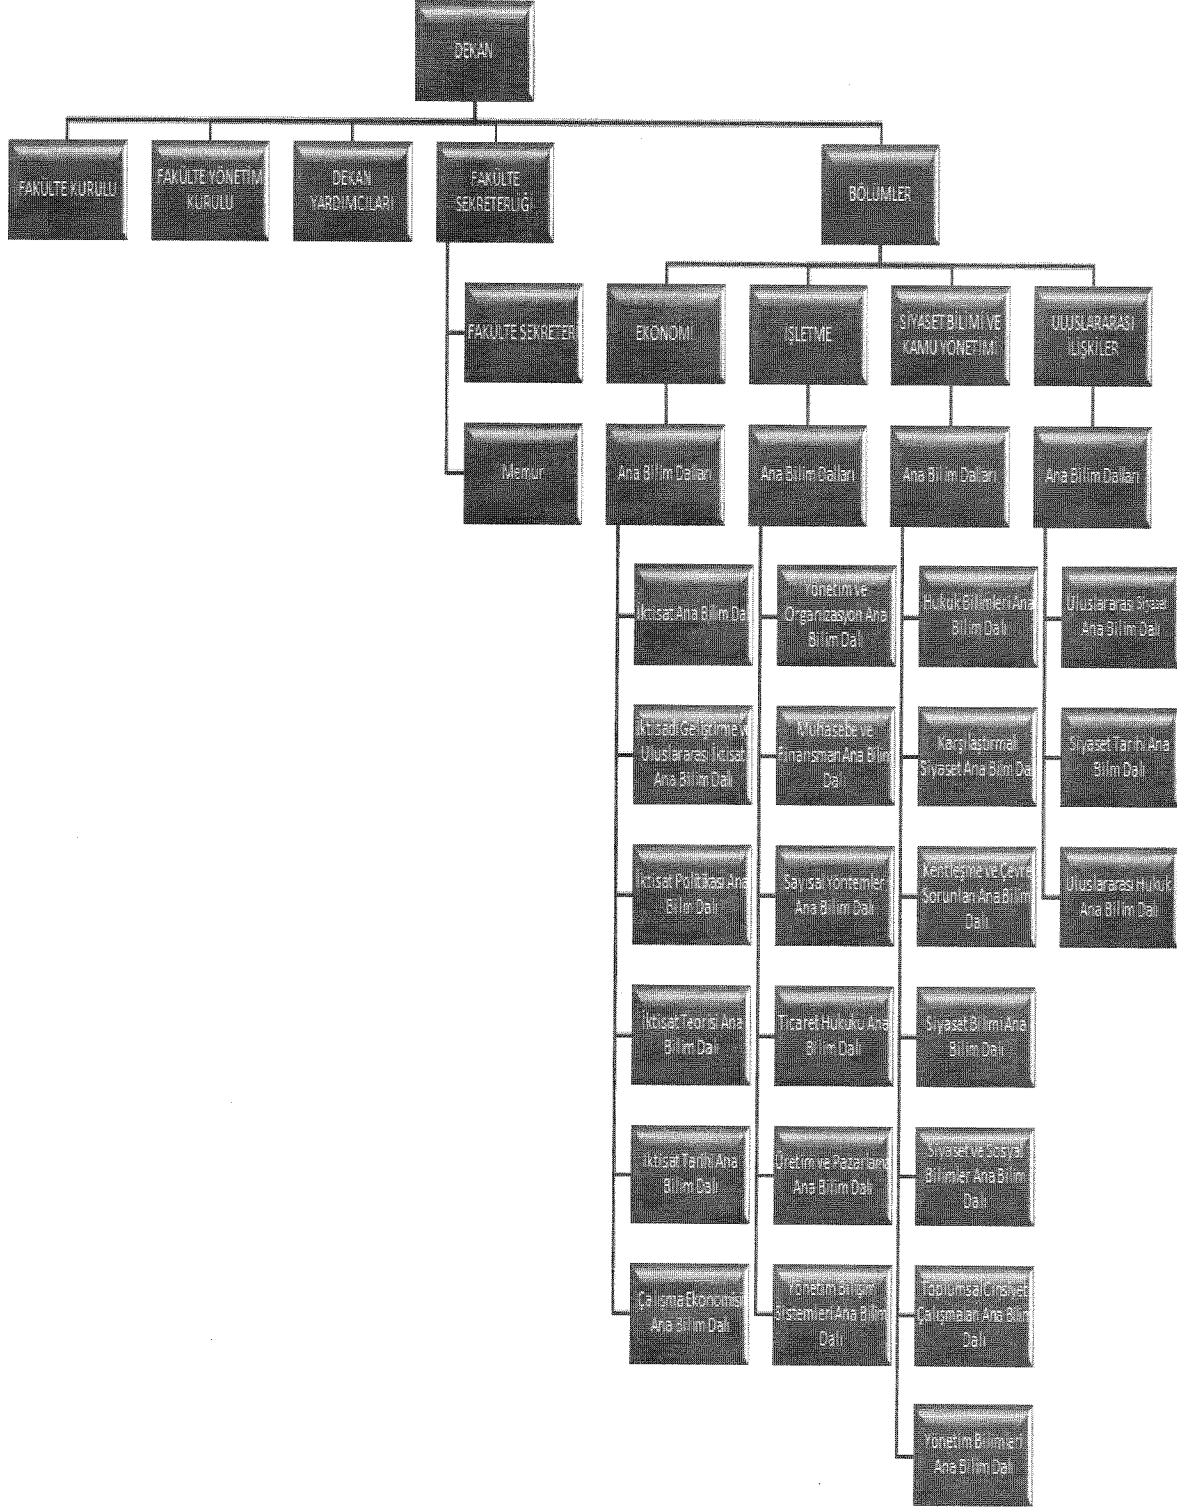 DEKAN
FAKÜLTE KURULU
FAKÜLTE YÖNETİM
KURULU
DEKAN
YARDIMCILARI
FAKÜLTE
SEKRETERLİĞİ
BÖLÜMLER
FAKÜLTE SEKRETER
Memur
EKONOMİ
İŞLETME
SİYASET BİLİMİ VE
KAMU YÖNETİMİ
ULUSLARARASI
İLİŞKİLER
Ana Bilim Dalları
Ana Bilim Dalları
Ana Bilim Dalları
Ana Bilim Dalları
İktisat Ana Bilim Dal
İktisadi Gelistirme v
Uluslararası İktisat
Ana Bilim Dalı
İktisat Politikası Ana
Bilim Dalı
İktisat Teorisi Ana
Bilim Dalı
İktisat Tarihi Ana
Bilim Dalı
Çalışma Ekonomisi
Ana Bilim Dalı
Yönetim ve
Organizasyon Ana
Bilim Dalı
Muhasebe ve
Finansman Ana Bilim
Dalı
Sayısal Yöntemler
Ana Bilim Dalı
Ticaret Hukuku Ana
Bilim Dalı
Üretim ve Pazarlama
Ana Bilim Dalı
Yönetim Bilişim
Sistemleri Ana Bilim
Dalı
Hukuk Bilimleri Ana
Bilim Dalı
Karşılaştırmalı
Siyaset Ana Bilm Dal
Kentleşme ve Çevre
Sorunları Ana Bilim
Dalı
Siyaset Bilimi Ana
Bilim Dalı
Siyaset ve Sosyal
Bilimler Ana Bilim
Dalı
Toplumsal Cinsiyet
Çalışmaları Ana Bilim
Dalı
Yönetim Bilimleri
Ana Bilim Dalı
Uluslararası Siyaset
Ana Bilim Dalı
Siyaset Tarihi Ana
Bilm Dalı
Uluslararası Hukuk
Ana Bilim Dalı